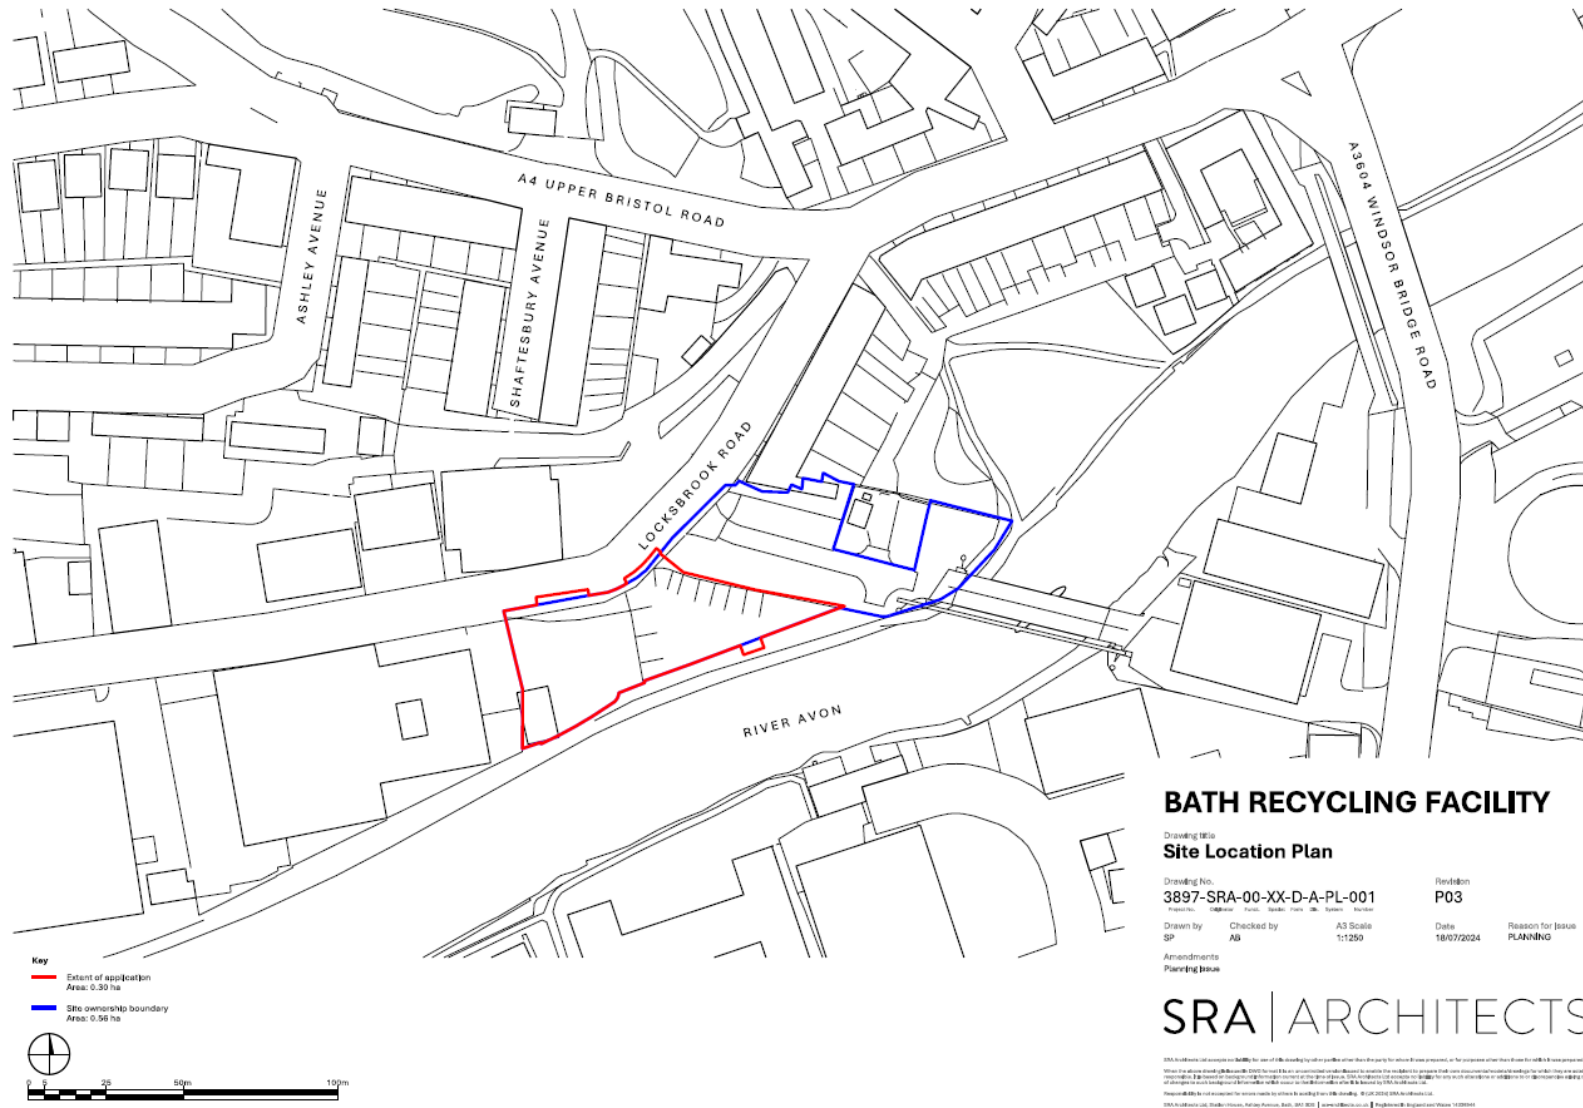 A4 UPPER BRISTOL ROAD
ASHLEY AVENUE
SHAFTESBURY AVENUE
A3604 WINDSOR BRIDGE ROAD
LOCKSBROOK ROAD
RIVER AVON
BATH RECYCLING FACILITY
Drawing title
Site Location Plan
Drawing No. Revision
3897-SRA-00-XX-D-A-PL-001 P03
Drawn by Checked by A3 Scale Date Reason for Issue
SP AB 1:1250 18/07/2024 PLANNING
Amendments
Planning Issue
Key
Extent of application
Area: 0.30 ha
Site ownership boundary
Area: 0.56 ha
0 5 25 50m 100m
SRA | ARCHITECTS